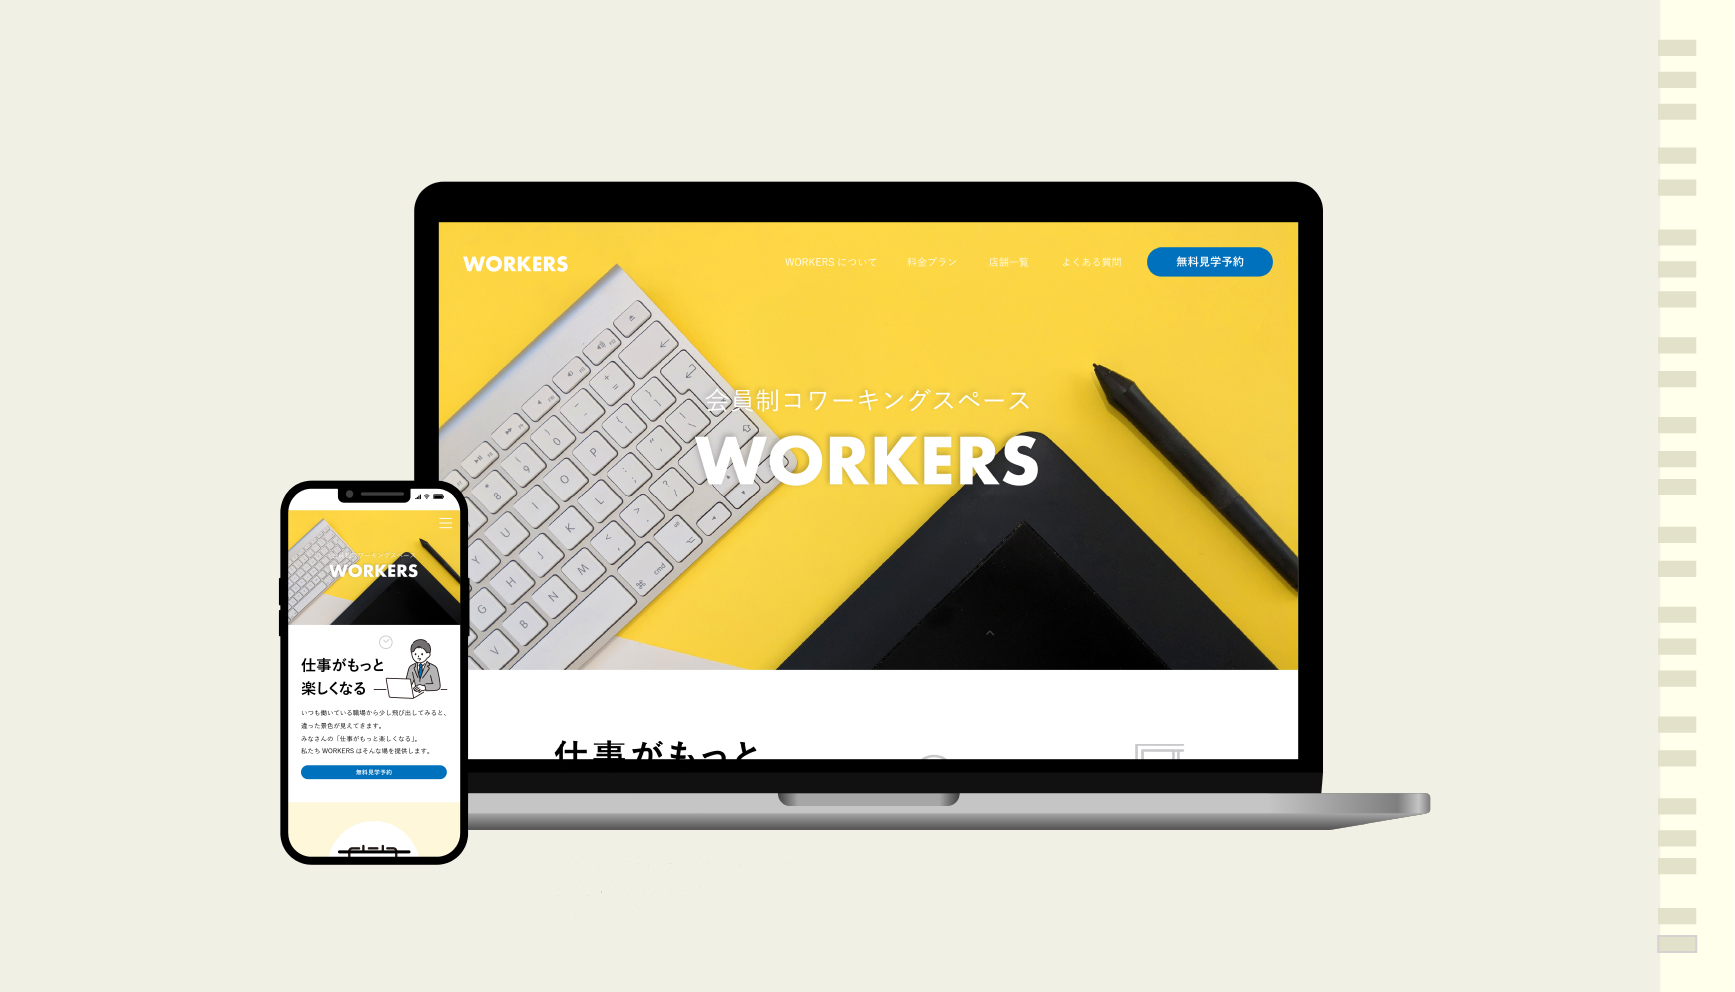 WORKERS
WORKERS について
料金プラン
店舗一覧
よくある質問
無料見学予約
会員制コワーキングスペース
WORKERS
仕事がもっと
WORKERS
仕事がもっと
楽しくなる
いつも働いている職場から少し飛び出してみると、
違った景色が見えてきます。
みなさんの「仕事がもっと楽しくなる」。
私たち WORKERS はそんな場を提供します。
無料見学予約